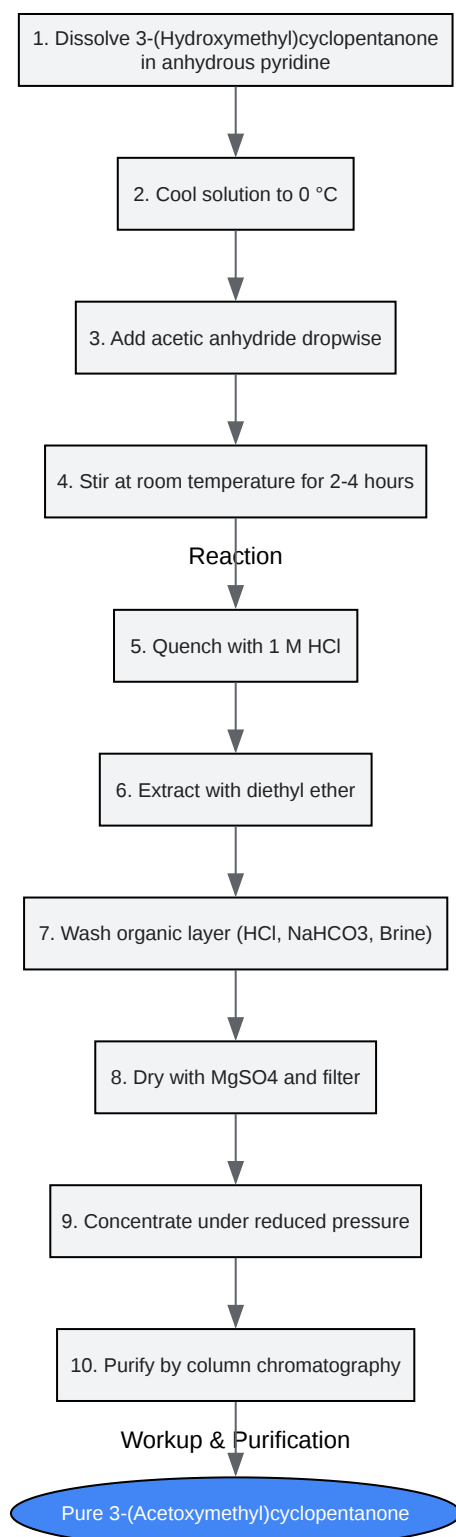 1. Dissolve 3-(Hydroxymethyl)cyclopentanone
in anhydrous pyridine
2. Cool solution to 0 °C
3. Add acetic anhydride dropwise
4. Stir at room temperature for 2-4 hours
Reaction
5. Quench with 1 M HCl
6. Extract with diethyl ether
7. Wash organic layer (HCl, NaHCO3, Brine)
8. Dry with MgSO4 and filter
9. Concentrate under reduced pressure
10. Purify by column chromatography
Workup & Purification
Pure 3-(Acetoxymethyl)cyclopentanone